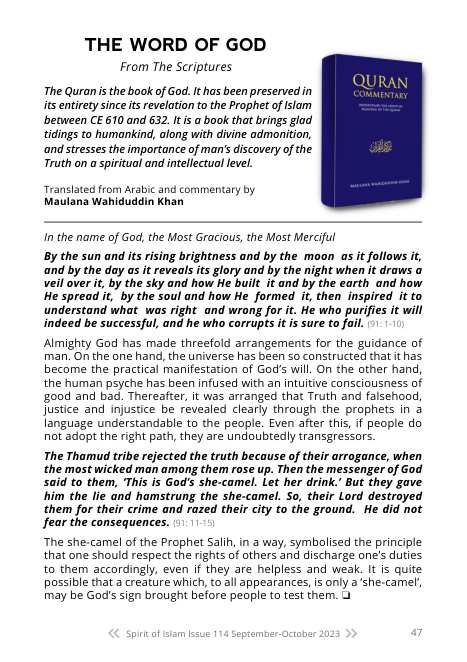 THE WORD OF GOD
From The Scriptures
The Quran is the book of God. It has been preserved in
its entirety since its revelation to the Prophet of Islam
between CE 610 and 632. It is a book that brings glad
tidings to humankind, along with divine admonition,
and stresses the importance of man’s discovery of the
Truth on a spiritual and intellectual level.
Translated from Arabic and commentary by
Maulana Wahiduddin Khan
QURAN
COMMENTARY
MAULANA WAHIDUDDIN KHAN
In the name of God, the Most Gracious, the Most Merciful
By the sun and its rising brightness and by the moon as it follows it,
and by the day as it reveals its glory and by the night when it draws a
veil over it, by the sky and how He built it and by the earth and how
He spread it, by the soul and how He formed it, then inspired it to
understand what was right and wrong for it. He who purifies it will
indeed be successful, and he who corrupts it is sure to fail. (91: 1-10)
Almighty God has made threefold arrangements for the guidance of
man. On the one hand, the universe has been so constructed that it has
become the practical manifestation of God’s will. On the other hand,
the human psyche has been infused with an intuitive consciousness of
good and bad. Thereafter, it was arranged that Truth and falsehood,
justice and injustice be revealed clearly through the prophets in a
language understandable to the people. Even after this, if people do
not adopt the right path, they are undoubtedly transgressors.
The Thamud tribe rejected the truth because of their arrogance, when
the most wicked man among them rose up. Then the messenger of God
said to them, ‘This is God’s she-camel. Let her drink.’ But they gave
him the lie and hamstrung the she-camel. So, their Lord destroyed
them for their crime and razed their city to the ground. He did not
fear the consequences. (91: 11-15)
The she-camel of the Prophet Salih, in a way, symbolised the principle
that one should respect the rights of others and discharge one’s duties
to them accordingly, even if they are helpless and weak. It is quite
possible that a creature which, to all appearances, is only a ‘she-camel’,
may be God’s sign brought before people to test them. ❑
Spirit of Islam Issue 114 September-October 2023
47